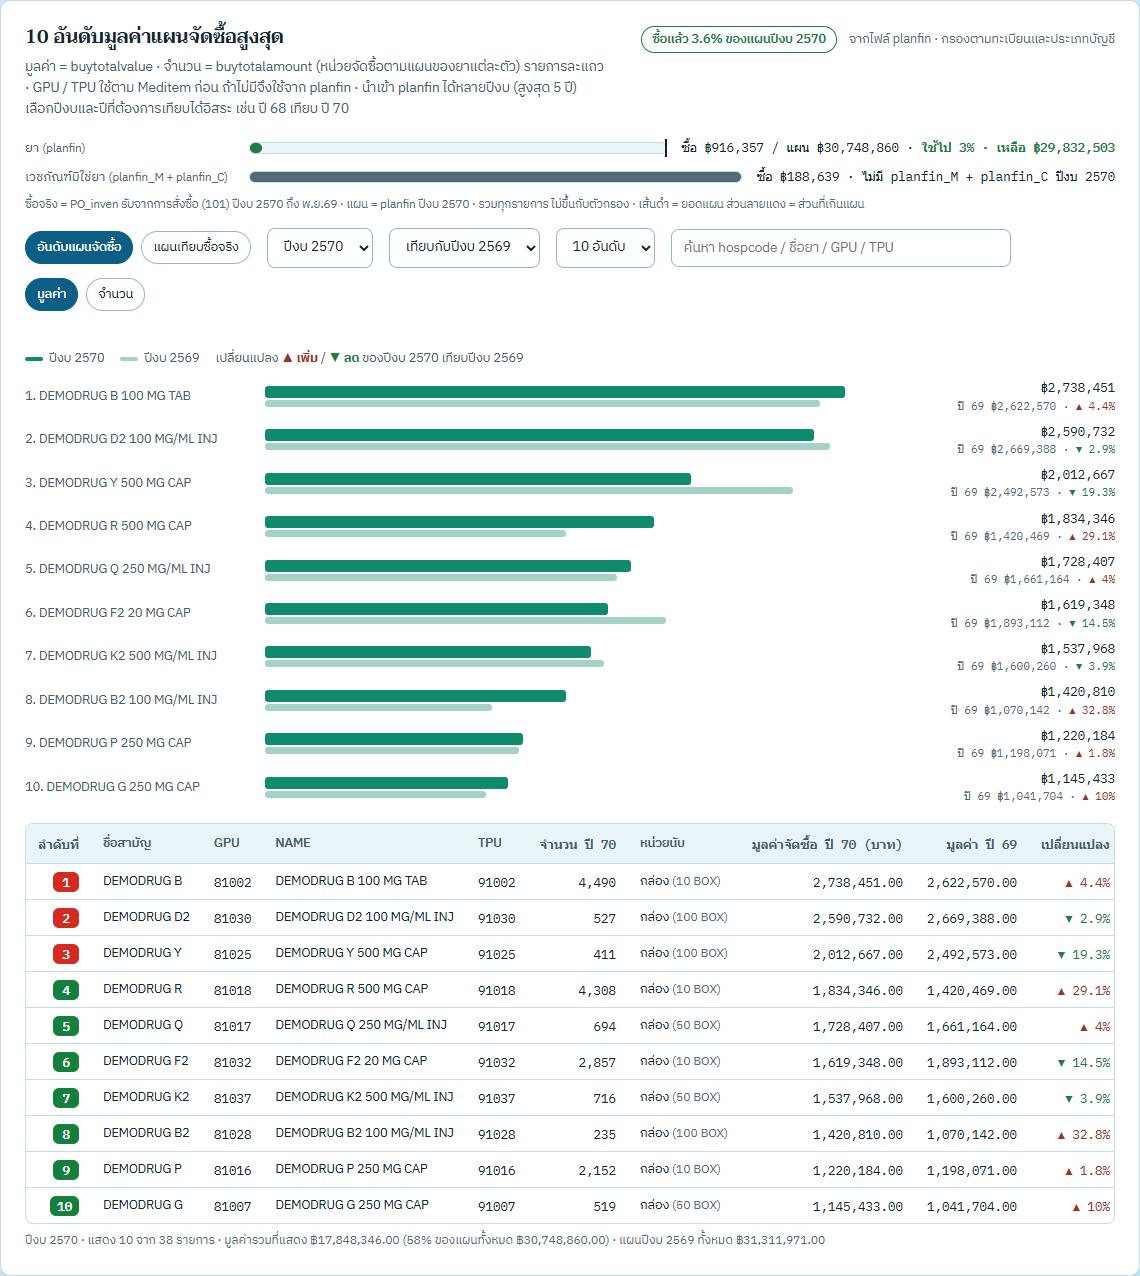 10 อันดับมูลค่าแผนจัดซื้อสูงสุด
ซื้อแล้ว 3.6% ของแผนปีงบ 2570
จากไฟล์ planfin · กรองตามทะเบียนและประเภทบัญชี
มูลค่า = buytotalvalue · จำนวน = buytotalamount (หน่วยจัดซื้อตามแผนของยาแต่ละตัว) รายการละแถว
· GPU / TPU ใช้ตาม Meditem ก่อน ถ้าไม่มีจึงใช้จาก planfin · นำเข้า planfin ได้หลายปีงบ (สูงสุด 5 ปี)
เลือกปีงบและปีที่ต้องการเทียบได้อิสระ เช่น ปี 68 เทียบ ปี 70
ยา (planfin) ซื้อ ฿916,357 / แผน ฿30,748,860 · ใช้ไป 3% · เหลือ ฿29,832,503
เวชภัณฑ์มิใช่ยา (planfin_M + planfin_C) ซื้อ ฿188,639 · ไม่มี planfin_M + planfin_C ปีงบ 2570
ซื้อจริง = PO_inven รับจากการสั่งซื้อ (101) ปีงบ 2570 ถึง พ.ย.69 · แผน = planfin ปีงบ 2570 · รวมทุกรายการ ไม่ขึ้นกับตัวกรอง · เส้นดำ = ยอดแผน ส่วนลายแดง = ส่วนที่เกินแผน
อันดับแผนจัดซื้อ แผนเทียบซื้อจริง ปีงบ 2570 เทียบกับปีงบ 2569 10 อันดับ ค้นหา hospcode / ชื่อยา / GPU / TPU
มูลค่า จำนวน
ปีงบ 2570 ปีงบ 2569 เปลี่ยนแปลง ▲ เพิ่ม / ▼ ลด ของปีงบ 2570 เทียบปีงบ 2569
1. DEMODRUG B 100 MG TAB ฿2,738,451
ปี 69 ฿2,622,570 · ▲ 4.4%
2. DEMODRUG D2 100 MG/ML INJ ฿2,590,732
ปี 69 ฿2,669,388 · ▼ 2.9%
3. DEMODRUG Y 500 MG CAP ฿2,012,667
ปี 69 ฿2,492,573 · ▼ 19.3%
4. DEMODRUG R 500 MG CAP ฿1,834,346
ปี 69 ฿1,420,469 · ▲ 29.1%
5. DEMODRUG Q 250 MG/ML INJ ฿1,728,407
ปี 69 ฿1,661,164 · ▲ 4%
6. DEMODRUG F2 20 MG CAP ฿1,619,348
ปี 69 ฿1,893,112 · ▼ 14.5%
7. DEMODRUG K2 500 MG/ML INJ ฿1,537,968
ปี 69 ฿1,600,260 · ▼ 3.9%
8. DEMODRUG B2 100 MG/ML INJ ฿1,420,810
ปี 69 ฿1,070,142 · ▲ 32.8%
9. DEMODRUG P 250 MG CAP ฿1,220,184
ปี 69 ฿1,198,071 · ▲ 1.8%
10. DEMODRUG G 250 MG CAP ฿1,145,433
ปี 69 ฿1,041,704 · ▲ 10%
ลำดับที่ ชื่อสามัญ GPU NAME TPU จำนวน ปี 70 หน่วยนับ มูลค่าจัดซื้อ ปี 70 (บาท) มูลค่า ปี 69 เปลี่ยนแปลง
1 DEMODRUG B 81002 DEMODRUG B 100 MG TAB 91002 4,490 กล่อง (10 BOX) 2,738,451.00 2,622,570.00 ▲ 4.4%
2 DEMODRUG D2 81030 DEMODRUG D2 100 MG/ML INJ 91030 527 กล่อง (100 BOX) 2,590,732.00 2,669,388.00 ▼ 2.9%
3 DEMODRUG Y 81025 DEMODRUG Y 500 MG CAP 91025 411 กล่อง (100 BOX) 2,012,667.00 2,492,573.00 ▼ 19.3%
4 DEMODRUG R 81018 DEMODRUG R 500 MG CAP 91018 4,308 กล่อง (10 BOX) 1,834,346.00 1,420,469.00 ▲ 29.1%
5 DEMODRUG Q 81017 DEMODRUG Q 250 MG/ML INJ 91017 694 กล่อง (50 BOX) 1,728,407.00 1,661,164.00 ▲ 4%
6 DEMODRUG F2 81032 DEMODRUG F2 20 MG CAP 91032 2,857 กล่อง (10 BOX) 1,619,348.00 1,893,112.00 ▼ 14.5%
7 DEMODRUG K2 81037 DEMODRUG K2 500 MG/ML INJ 91037 716 กล่อง (50 BOX) 1,537,968.00 1,600,260.00 ▼ 3.9%
8 DEMODRUG B2 81028 DEMODRUG B2 100 MG/ML INJ 91028 235 กล่อง (100 BOX) 1,420,810.00 1,070,142.00 ▲ 32.8%
9 DEMODRUG P 81016 DEMODRUG P 250 MG CAP 91016 2,152 กล่อง (10 BOX) 1,220,184.00 1,198,071.00 ▲ 1.8%
10 DEMODRUG G 81007 DEMODRUG G 250 MG CAP 91007 519 กล่อง (50 BOX) 1,145,433.00 1,041,704.00 ▲ 10%
ปีงบ 2570 · แสดง 10 จาก 38 รายการ · มูลค่ารวมที่แสดง ฿17,848,346.00 (58% ของแผนทั้งหมด ฿30,748,860.00) · แผนปีงบ 2569 ทั้งหมด ฿31,311,971.00